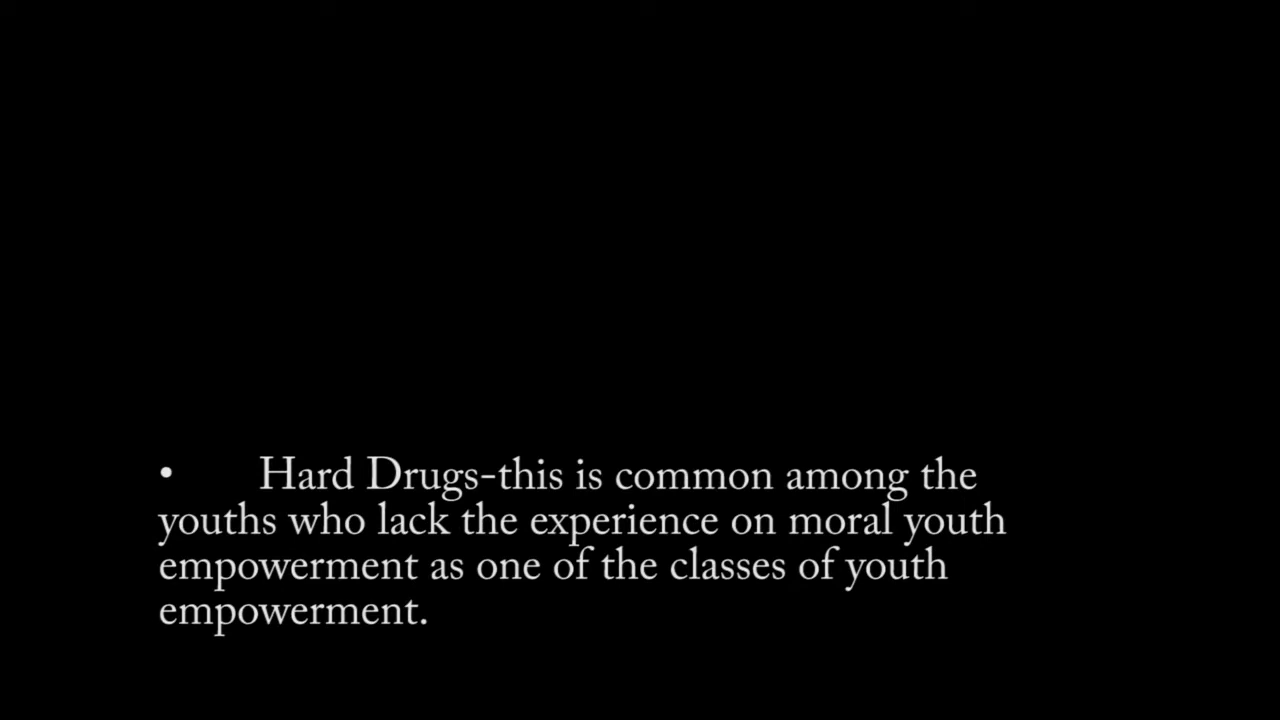 • Hard Drugs-this is common among the
youths who lack the experience on moral youth
empowerment as one of the classes of youth
empowerment.